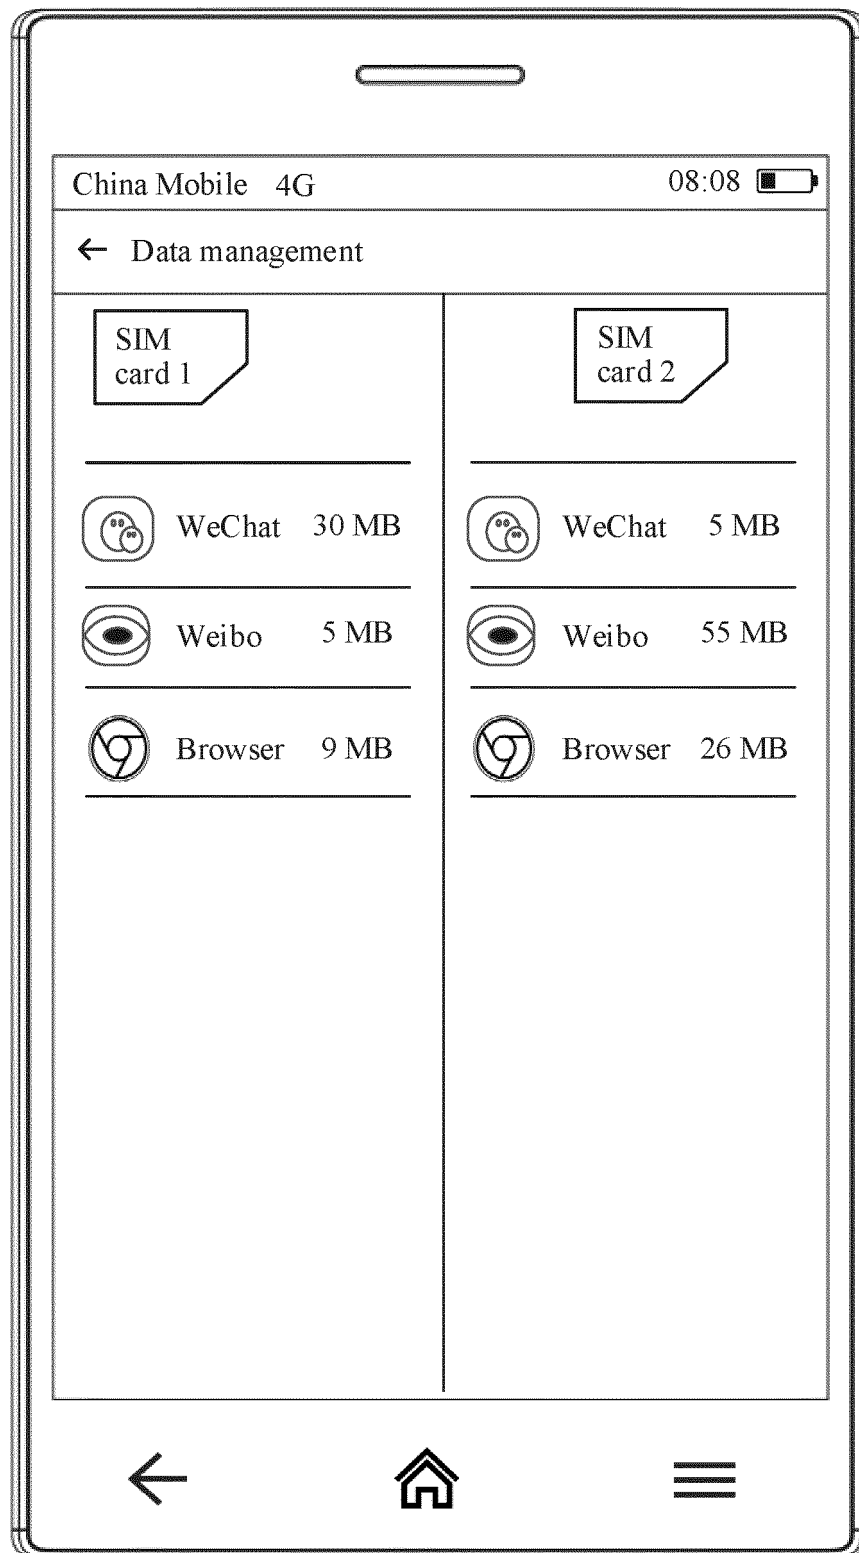 China Mobile 4G 08:08
Data management
SIM
card 1
WeChat 30 MB
Weibo 5 MB
Browser 9 MB
SIM
card 2
WeChat 5 MB
Weibo 55 MB
Browser 26 MB